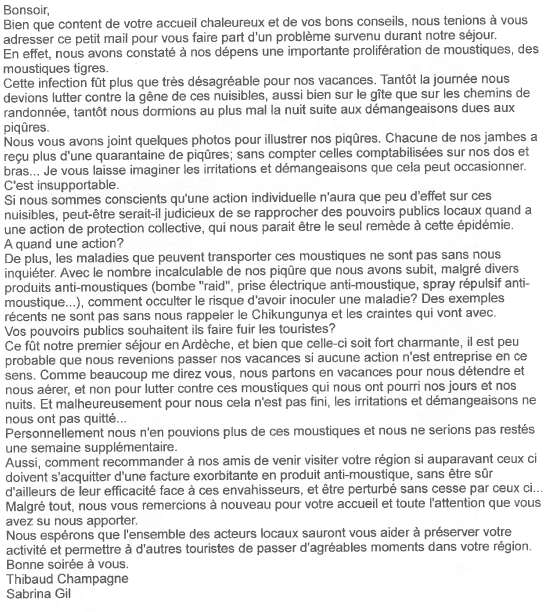 Bonsoir,
Bien que content de votre accueil chaleureux et de vos bons conseils, nous tenions à vous
adresser ce petit mail pour vous faire part d'un problème survenu durant notre séjour.
En effet, nous avons constaté à nos dépens une importante prolifération de moustiques, des
moustiques tigres.
Cette infection fût plus que très désagréable pour nos vacances. Tantôt la journée nous
devions lutter contre la gêne de ces nuisibles, aussi bien sur le gîte que sur les chemins de
randonnée, tantôt nous dormions au plus mal la nuit suite aux démangeaisons dues aux
piqûres.
Nous vous avons joint quelques photos pour illustrer nos piqûres. Chacune de nos jambes a
reçu plus d'une quarantaine de piqûres; sans compter celles comptabilisées sur nos dos et
bras... Je vous laisse imaginer les irritations et démangeaisons que cela peut occasionner.
C'est insupportable.
Si nous sommes conscients qu'une action individuelle n'aura que peu d'effet sur ces
nuisibles, peut-être serait-il judicieux de se rapprocher des pouvoirs publics locaux quand a
une action de protection collective, qui nous parait être le seul remède à cette épidémie.
A quand une action?
De plus, les maladies que peuvent transporter ces moustiques ne sont pas sans nous
inquiéter. Avec le nombre incalculable de nos piqûre que nous avons subit, malgré divers
produits anti-moustiques (bombe "raid", prise électrique anti-moustique, spray répulsif anti-
moustique...), comment occulter le risque d'avoir inoculer une maladie? Des exemples
récents ne sont pas sans nous rappeler le Chikungunya et les craintes qui vont avec.
Vos pouvoirs publics souhaitent ils faire fuir les touristes?
Ce fût notre premier séjour en Ardèche, et bien que celle-ci soit fort charmante, il est peu
probable que nous revenions passer nos vacances si aucune action n'est entreprise en ce
sens. Comme beaucoup me direz vous, nous partons en vacances pour nous détendre et
nous aérer, et non pour lutter contre ces moustiques qui nous ont pourri nos jours et nos
nuits. Et malheureusement pour nous cela n'est pas fini, les irritations et démangeaisons ne
nous ont pas quitté...
Personnellement nous n'en pouvions plus de ces moustiques et nous ne serions pas restés
une semaine supplémentaire.
Aussi, comment recommander à nos amis de venir visiter votre région si auparavant ceux ci
doivent s'acquitter d'une facture exorbitante en produit anti-moustique, sans être sûr
d'ailleurs de leur efficacité face à ces envahisseurs, et être perturbé sans cesse par ceux ci...
Malgré tout, nous vous remercions à nouveau pour votre accueil et toute l'attention que vous
avez su nous apporter.
Nous espérons que l'ensemble des acteurs locaux sauront vous aider à préserver votre
activité et permettre à d'autres touristes de passer d'agréables moments dans votre région.
Bonne soirée à vous.
Thibaud Champagne
Sabrina Gil